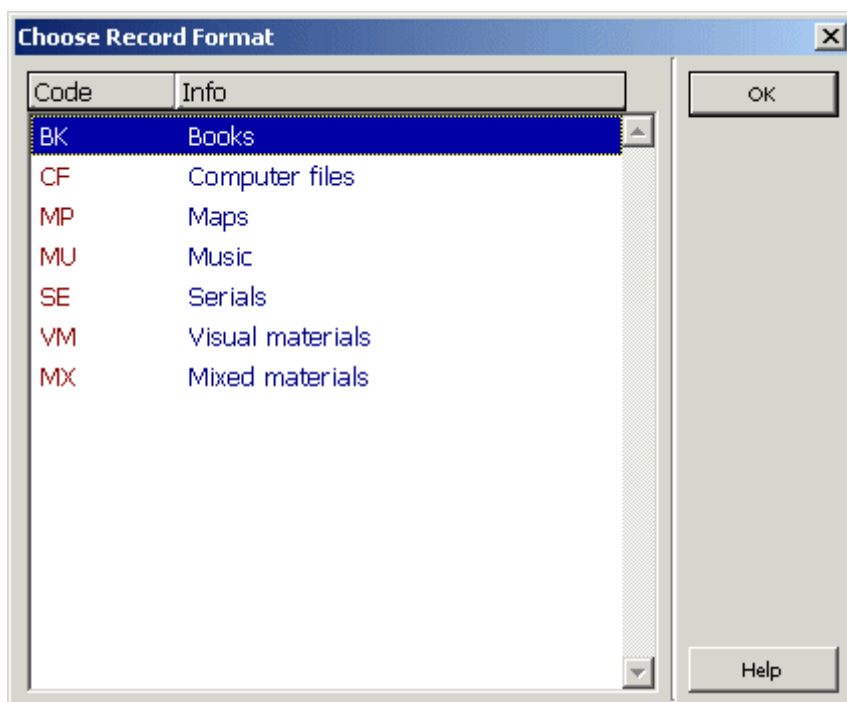 Choose Record Format
Code Info OK
BK Books
CF Computer files
MP Maps
MU Music
SE Serials
VM Visual materials
MX Mixed materials
Help